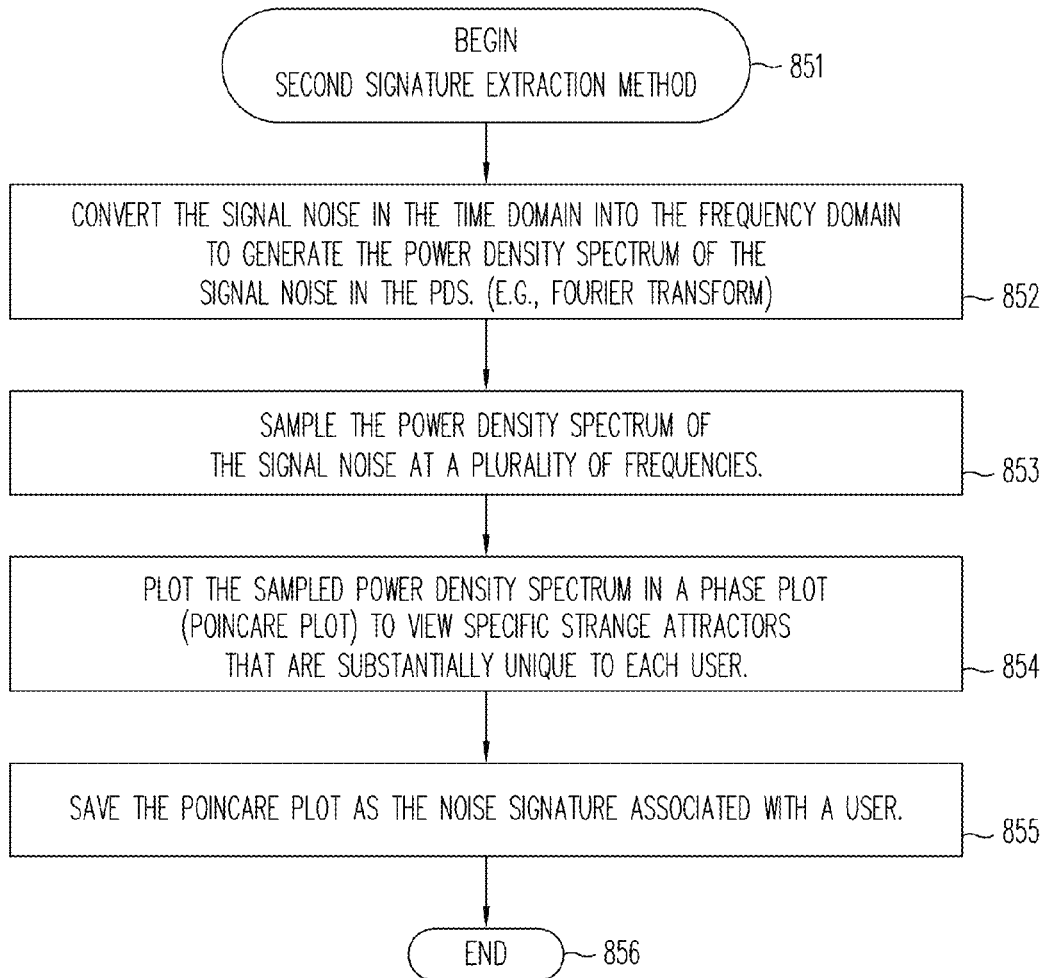 BEGIN
SECOND SIGNATURE EXTRACTION METHOD
851
CONVERT THE SIGNAL NOISE IN THE TIME DOMAIN INTO THE FREQUENCY DOMAIN
TO GENERATE THE POWER DENSITY SPECTRUM OF THE
SIGNAL NOISE IN THE PDS. (E.G., FOURIER TRANSFORM)
852
SAMPLE THE POWER DENSITY SPECTRUM OF
THE SIGNAL NOISE AT A PLURALITY OF FREQUENCIES.
853
PLOT THE SAMPLED POWER DENSITY SPECTRUM IN A PHASE PLOT
(POINCARE PLOT) TO VIEW SPECIFIC STRANGE ATTRACTORS
THAT ARE SUBSTANTIALLY UNIQUE TO EACH USER.
854
SAVE THE POINCARE PLOT AS THE NOISE SIGNATURE ASSOCIATED WITH A USER.
855
END
856